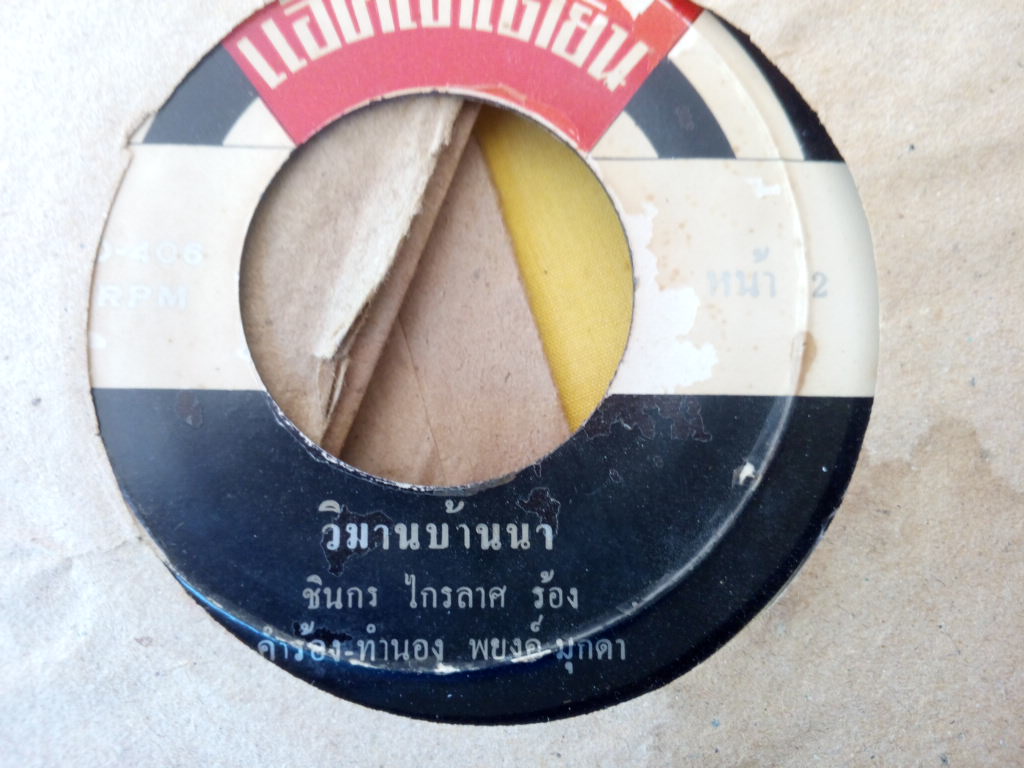 406
RPM
หน้า 2
วิมานบ้านนา
ชินกร ไกรลาศ ร้อง
คำร้อง-ทำนอง พยงค์ มุกดา